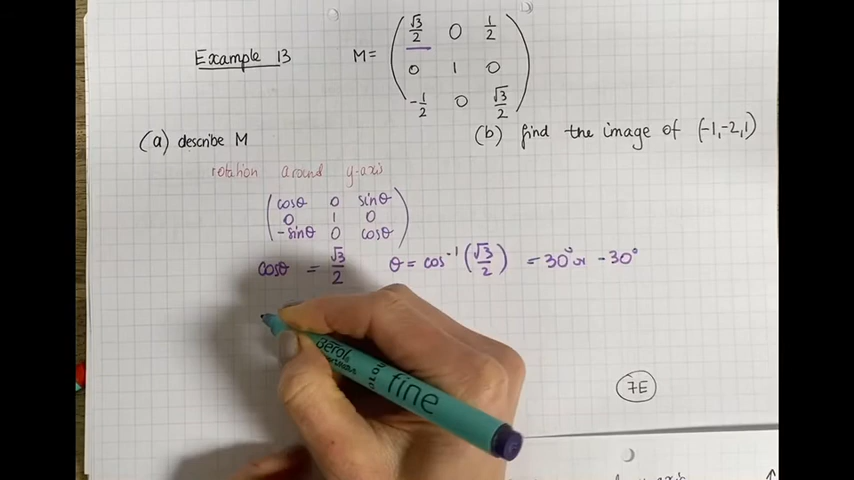 Example 13
M= (√3/2 0 1/2
0 1 0
-1/2 0 √3/2)
(a) describe M
(b) find the image of (-1,-2,1)
rotation around y-axis
(cosθ 0 sinθ
0 1 0
-sinθ 0 cosθ)
cosθ = √3/2 θ = cos⁻¹(√3/2) = 30° or -30°
Berol
fine
7E